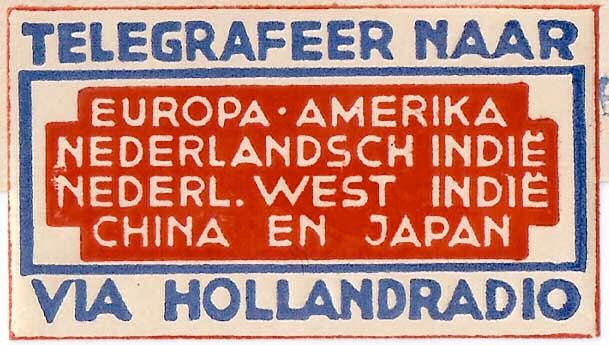 TELEGRAFEER NAAR
EUROPA · AMERIKA
NEDERLANDSCH INDIË
NEDERL. WEST INDIË
CHINA EN JAPAN
VIA HOLLANDRADIO